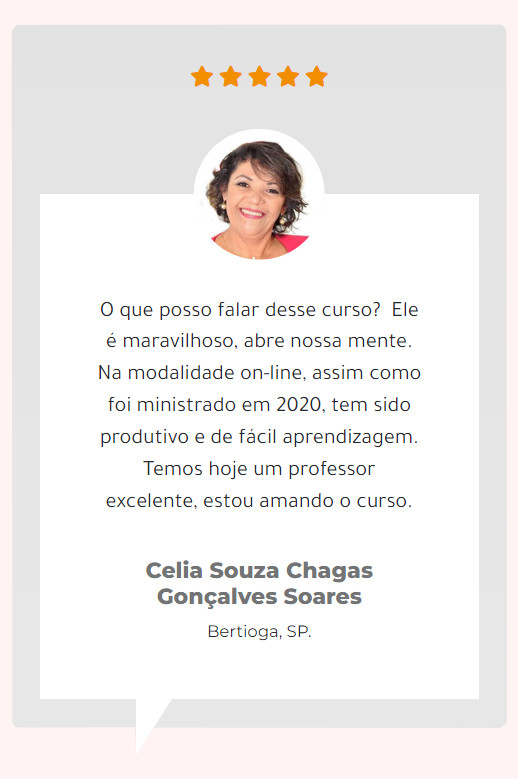 O que posso falar desse curso?  Ele
é maravilhoso, abre nossa mente.
Na modalidade on-line, assim como
foi ministrado em 2020, tem sido
produtivo e de fácil aprendizagem.
Temos hoje um professor
excelente, estou amando o curso.
Celia Souza Chagas
Gonçalves Soares
Bertioga, SP.